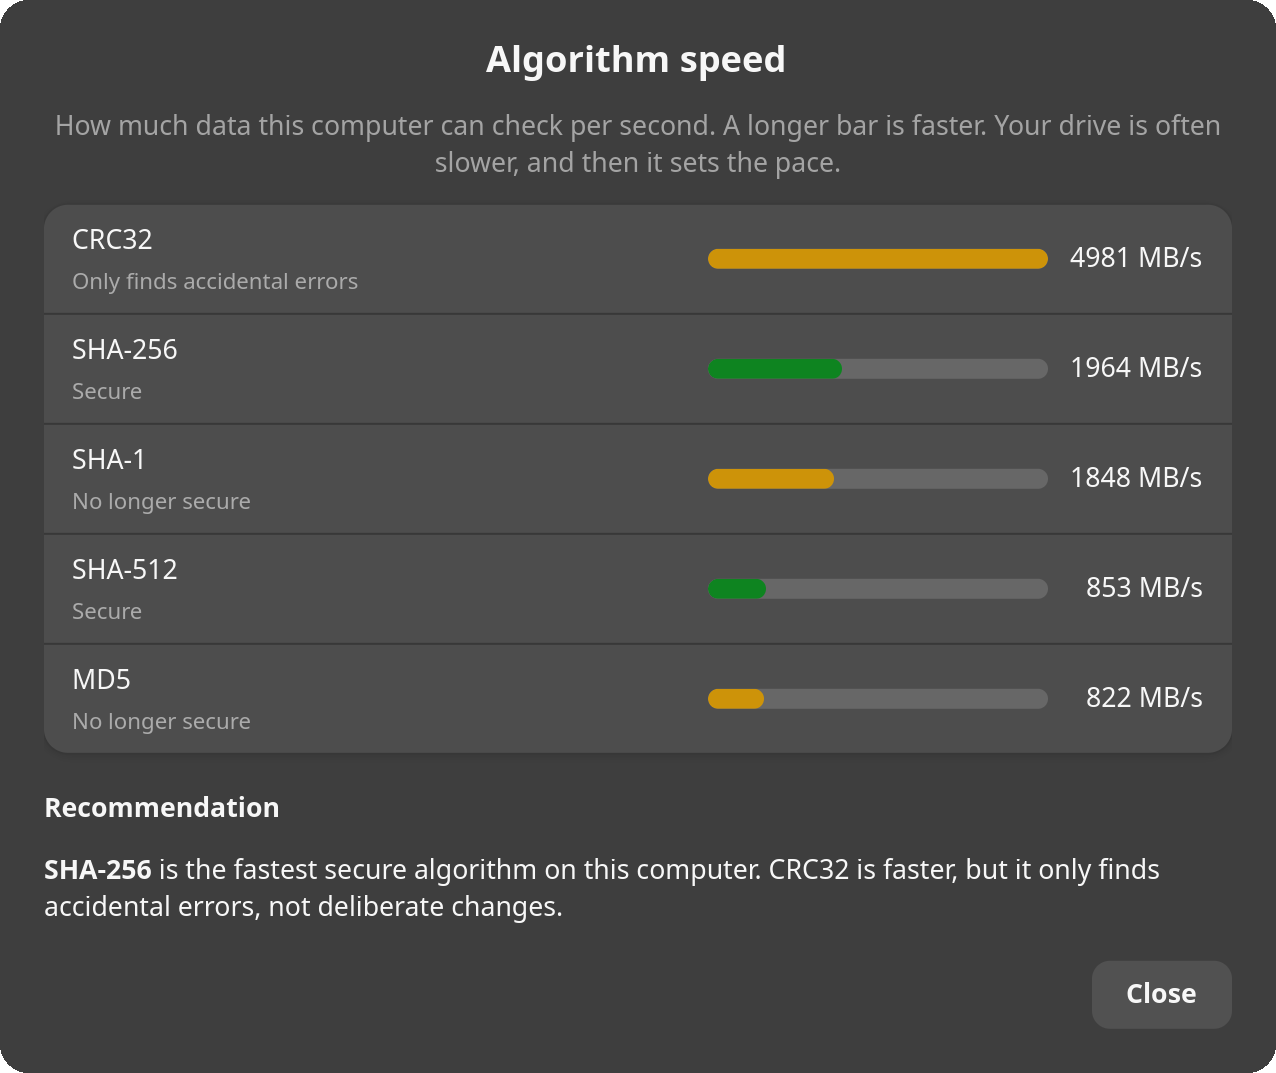 Algorithm speed
How much data this computer can check per second. A longer bar is faster. Your drive is often
slower, and then it sets the pace.
CRC32
Only finds accidental errors
4981 MB/s
SHA-256
Secure
1964 MB/s
SHA-1
No longer secure
1848 MB/s
SHA-512
Secure
853 MB/s
MD5
No longer secure
822 MB/s
Recommendation
SHA-256 is the fastest secure algorithm on this computer. CRC32 is faster, but it only finds
accidental errors, not deliberate changes.
Close